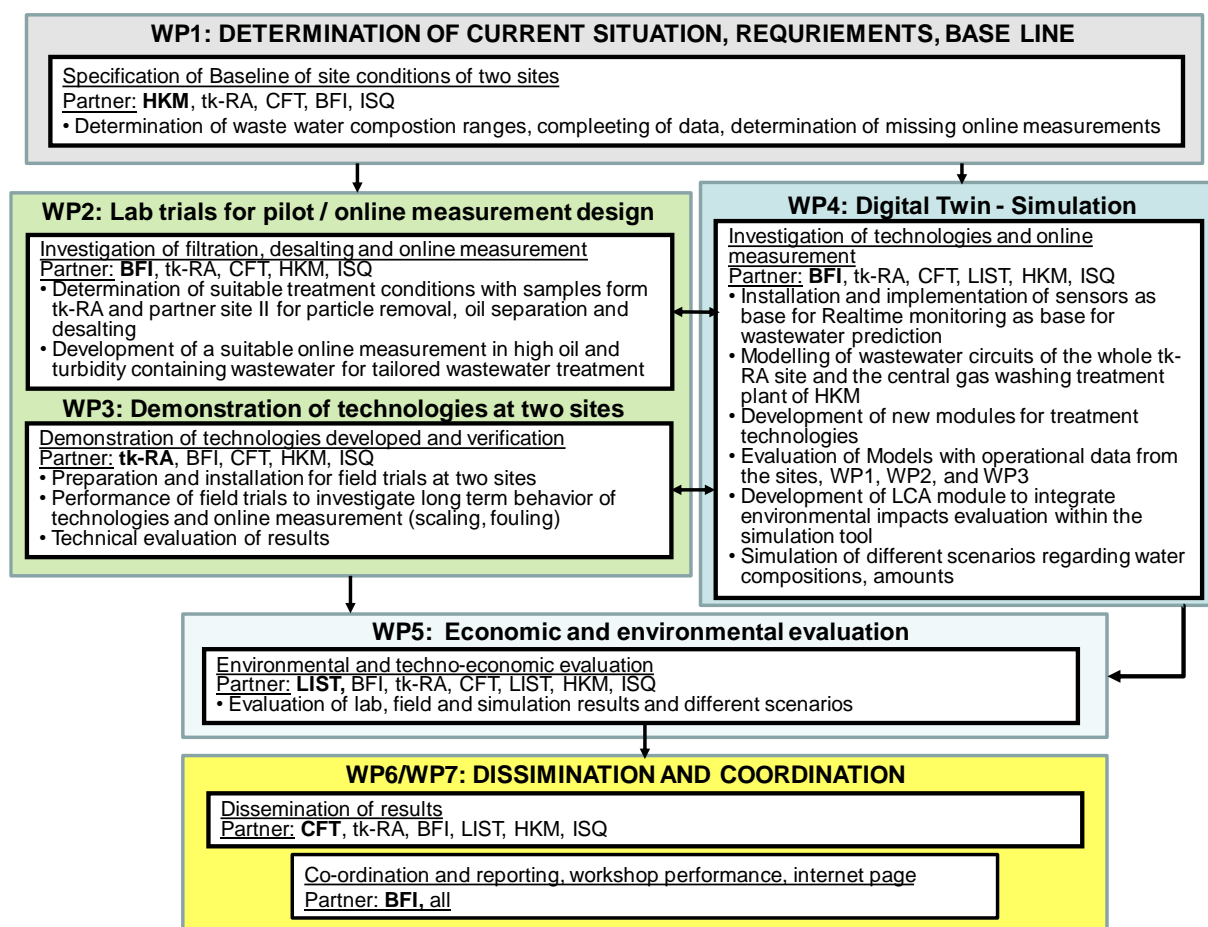 WP1: DETERMINATION OF CURRENT SITUATION, REQURIEMENTS, BASE LINE
Specification of Baseline of site conditions of two sites
Partner: HKM, tk-RA, CFT, BFI, ISQ
• Determination of waste water compostion ranges, compleeting of data, determination of missing online measurements
WP2: Lab trials for pilot / online measurement design
Investigation of filtration, desalting and online measurement
Partner: BFI, tk-RA, CFT, HKM, ISQ
• Determination of suitable treatment conditions with samples form
tk-RA and partner site II for particle removal, oil separation and
desalting
• Development of a suitable online measurement in high oil and
turbidity containing wastewater for tailored wastewater treatment
WP3: Demonstration of technologies at two sites
Demonstration of technologies developed and verification
Partner: tk-RA, BFI, CFT, HKM, ISQ
• Preparation and installation for field trials at two sites
• Performance of field trials to investigate long term behavior of
technologies and online measurement (scaling, fouling)
• Technical evaluation of results
WP4: Digital Twin - Simulation
Investigation of technologies and online
measurement
Partner: BFI, tk-RA, CFT, LIST, HKM, ISQ
• Installation and implementation of sensors as
base for Realtime monitoring as base for
wastewater prediction
• Modelling of wastewater circuits of the whole tk-
RA site and the central gas washing treatment
plant of HKM
• Development of new modules for treatment
technologies
• Evaluation of Models with operational data from
the sites, WP1, WP2, and WP3
• Development of LCA module to integrate
environmental impacts evaluation within the
simulation tool
• Simulation of different scenarios regarding water
compositions, amounts
WP5: Economic and environmental evaluation
Environmental and techno-economic evaluation
Partner: LIST, BFI, tk-RA, CFT, LIST, HKM, ISQ
• Evaluation of lab, field and simulation results and different scenarios
WP6/WP7: DISSIMINATION AND COORDINATION
Dissemination of results
Partner: CFT, tk-RA, BFI, LIST, HKM, ISQ
Co-ordination and reporting, workshop performance, internet page
Partner: BFI, all